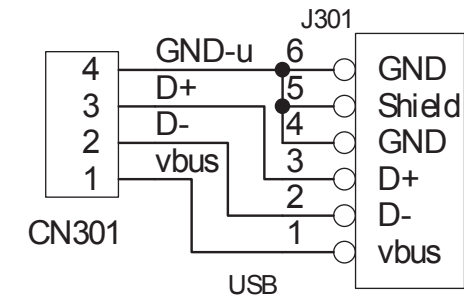 J301
GND-u 6
4 GND
D+ 5
3 Shield
D- 4
2 GND
vbus 3
1 D+
2 D-
CN301 1
vbus
USB